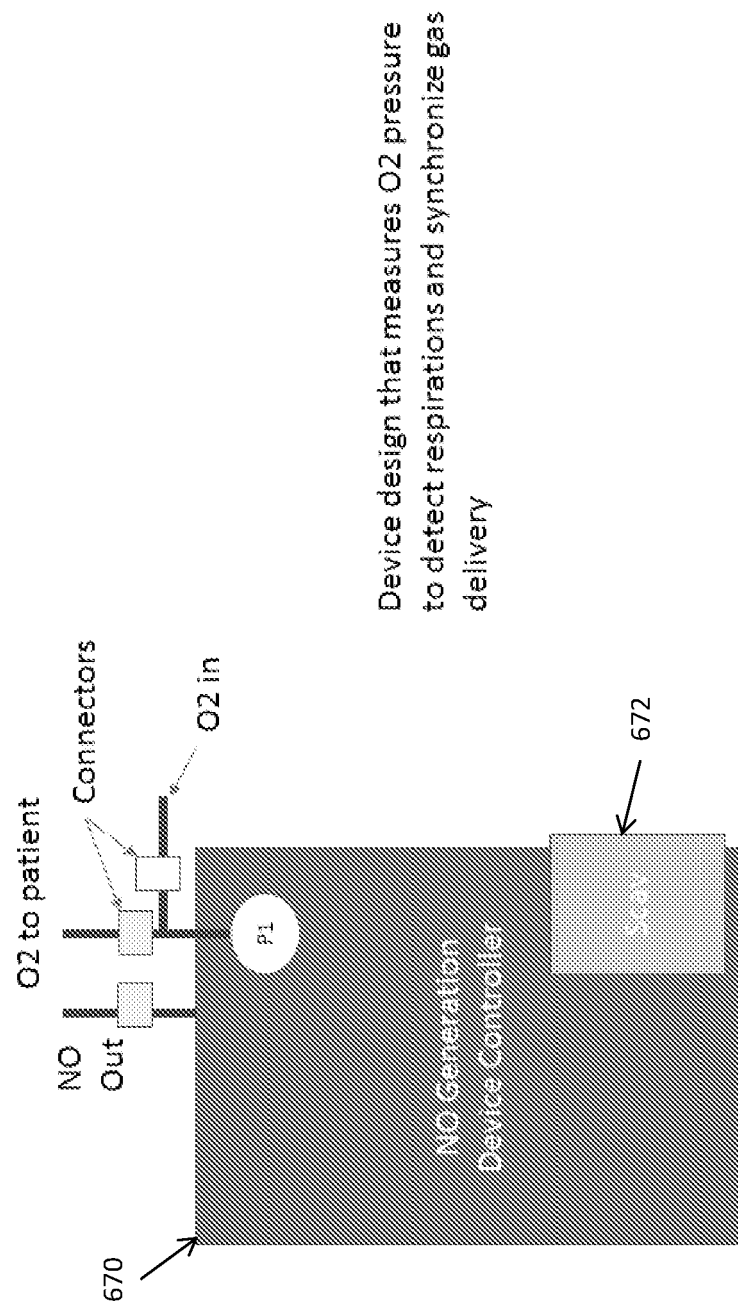 670
NO
Out
O2 to patient
Connectors
O2 in
P1
NO Generation
Device Controller
Scav
672
Device design that measures O2 pressure
to detect respirations and synchronize gas
delivery